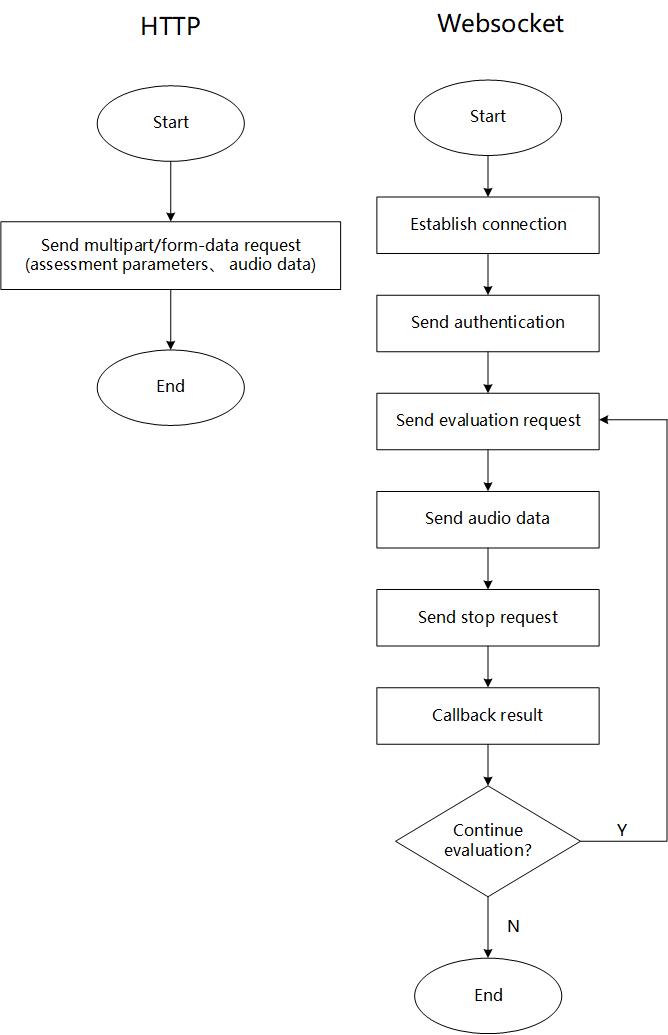 HTTP
Start
Send multipart/form-data request
(assessment parameters、 audio data)
End
Websocket
Start
Establish connection
Send authentication
Send evaluation request
Send audio data
Send stop request
Callback result
Continue
evaluation?
Y
N
End